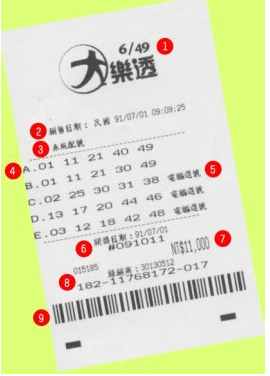 6/49 1
大樂透
2 銷售日期: 民國 91/07/01 09:09:25
3 系統配號
4 A.01 11 21 40 49
B.01 11 21 30 49
C.02 25 30 31 38 電腦選號 5
D.13 17 20 44 46 電腦選號
E.03 12 18 42 48 電腦選號
6 開獎日期:91/07/01
#091011 NT$11,000 7
015185 經銷商:30130512
8 182-11768172-017
9